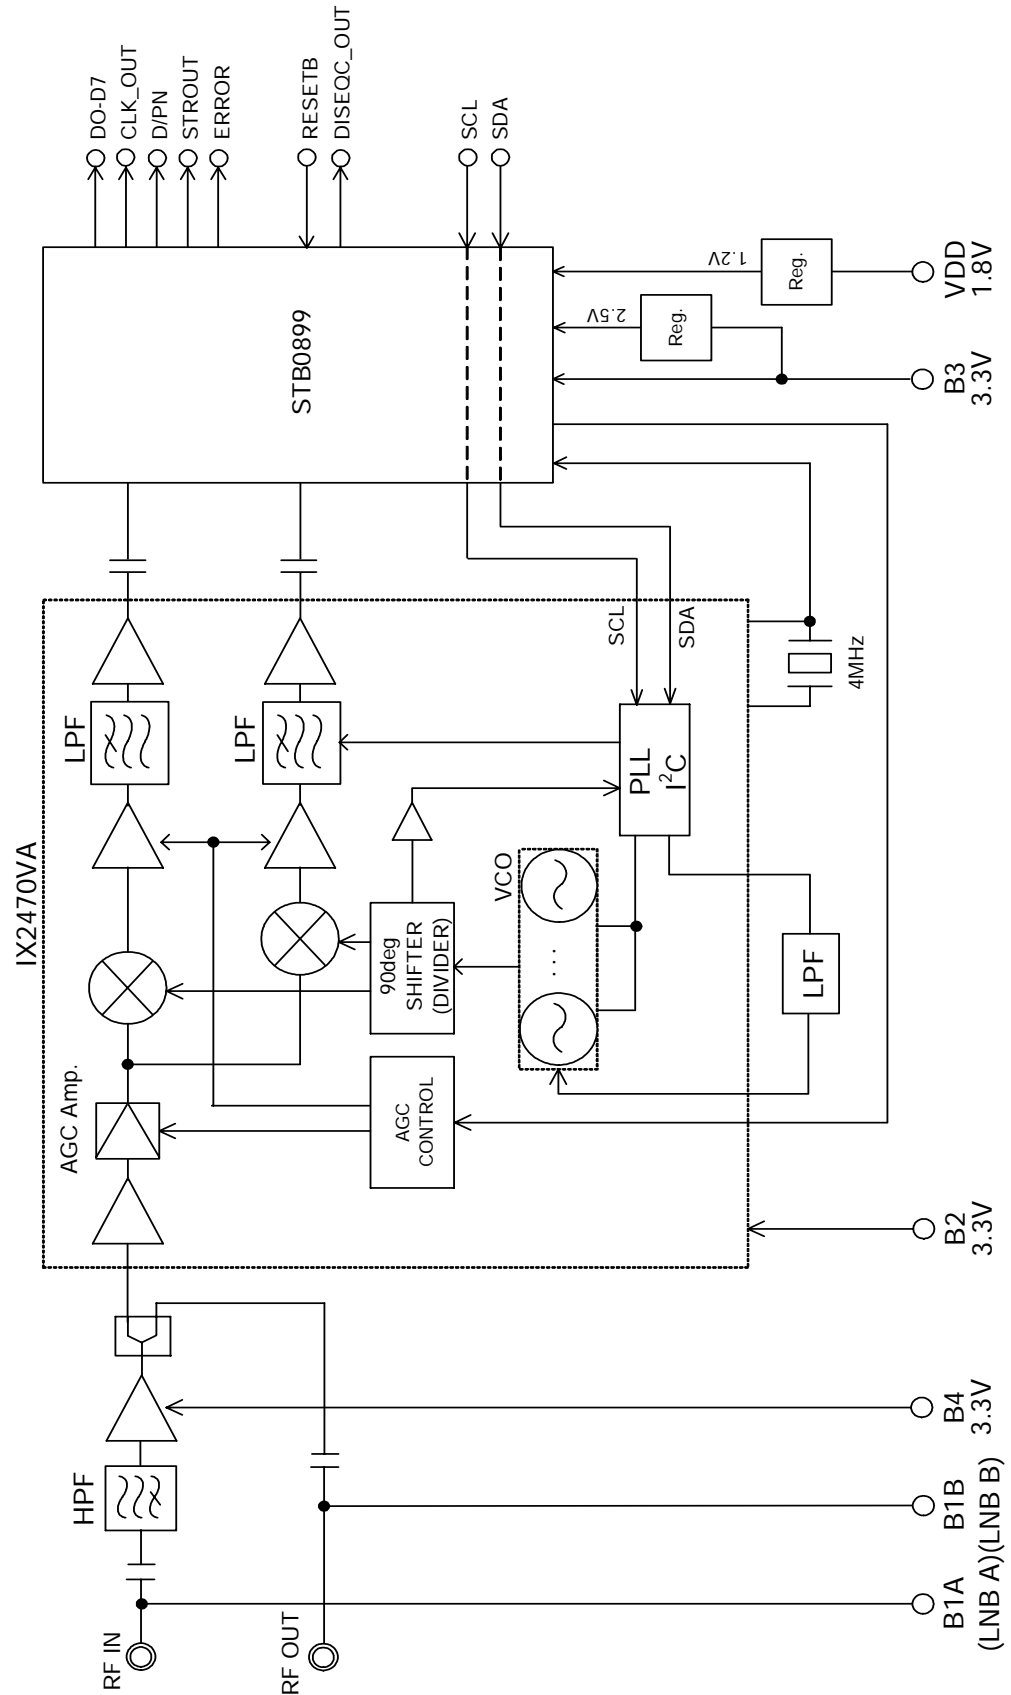 RF IN
RF OUT
HPF
IX2470VA
AGC Amp.
LPF
LPF
AGC
CONTROL
90deg
SHIFTER
(DIVIDER)
VCO
PLL
I²C
SCL
SDA
LPF
4MHz
STB0899
DO-D7
CLK_OUT
D/PN
STROUT
ERROR
RESETB
DISEQC_OUT
SCL
SDA
2.5V
Reg.
1.2V
Reg.
B1A
(LNB A)
B1B
(LNB B)
B4
3.3V
B2
3.3V
B3
3.3V
VDD
1.8V